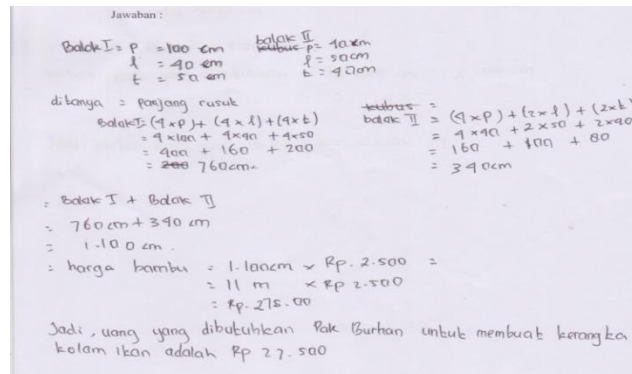 Jawaban :
Balok I = p = 100 cm
l = 40 cm
t = 50 cm
balok II
kubus p = 40 cm
l = 50 cm
t = 40 cm
ditanya = panjang rusuk
Balok I = (4 x p) + (4 x l) + (4 x t)
= 4 x 100 + 4 x 40 + 4 x 50
= 400 + 160 + 200
= 200 760 cm.
kubus =
balok II = (4 x p) + (2 x l) + (2 x t)
= 4 x 40 + 2 x 50 + 2 x 40
= 160 + 100 + 80
= 340 cm
= Balok I + Balok II
= 760 cm + 340 cm
= 1.100 cm.
= harga bambu = 1.100 cm x Rp. 2.500 =
= 11 m x Rp 2.500
= Rp. 275.00
Jadi, uang yang dibutuhkan Pak Burhan untuk membuat kerangka
kolam ikan adalah Rp 27.500